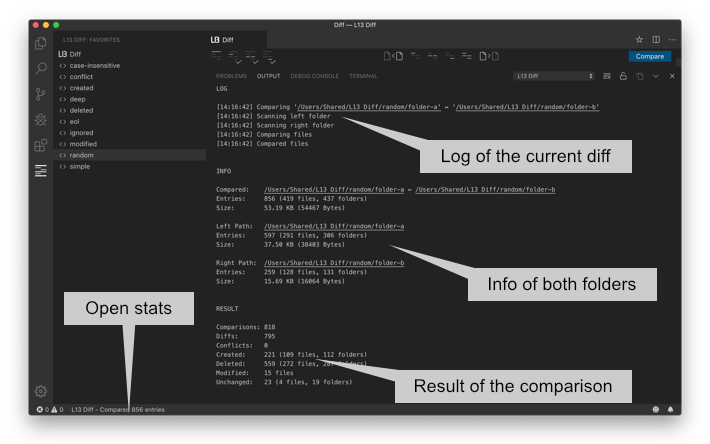 Diff — L13 Diff
L13 DIFF: FAVORITES
L13 Diff
case-insensitive
conflict
created
deep
deleted
eol
ignored
modified
random
simple
L13 Diff
Compare
PROBLEMS OUTPUT DEBUG CONSOLE TERMINAL
L13 Diff
LOG
[14:16:42] Comparing '/Users/Shared/L13 Diff/random/folder-a' ↔ '/Users/Shared/L13 Diff/random/folder-b'
[14:16:42] Scanning left folder
[14:16:42] Scanning right folder
[14:16:42] Comparing files
[14:16:42] Compared files
Log of the current diff
INFO
Compared: /Users/Shared/L13 Diff/random/folder-a ↔ /Users/Shared/L13 Diff/random/folder-b
Entries: 856 (419 files, 437 folders)
Size: 53.19 KB (54467 Bytes)
Left Path: /Users/Shared/L13 Diff/random/folder-a
Entries: 597 (291 files, 306 folders)
Size: 37.50 KB (38403 Bytes)
Right Path: /Users/Shared/L13 Diff/random/folder-b
Entries: 259 (128 files, 131 folders)
Size: 15.69 KB (16064 Bytes)
Info of both folders
Open stats
RESULT
Comparisons: 818
Diffs: 795
Conflicts: 0
Created: 221 (109 files, 112 folders)
Deleted: 559 (272 files, 287 folders)
Modified: 15 files
Unchanged: 23 (4 files, 19 folders)
Result of the comparison
0 0 L13 Diff - Compared 856 entries